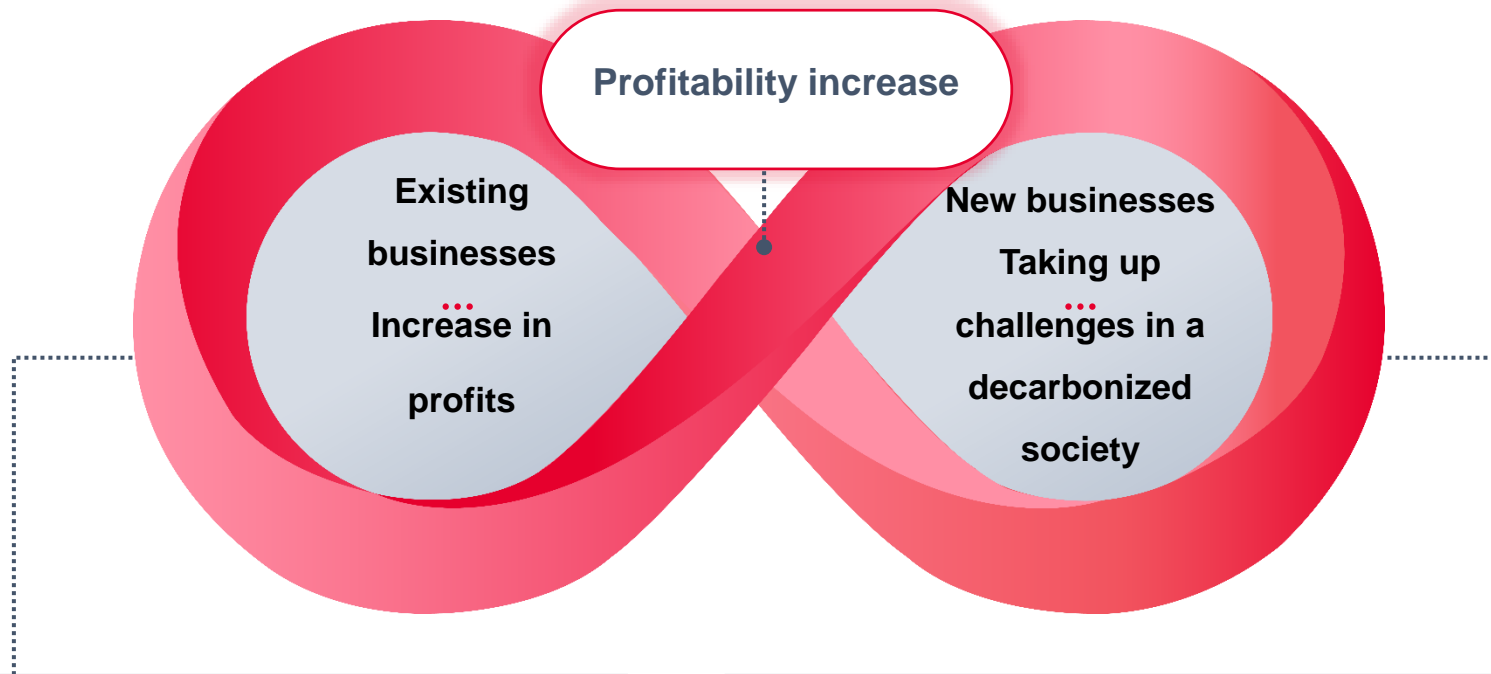 Profitability increase
Existing
businesses
Increase in
profits
New businesses
Taking up
challenges in a
decarbonized
society